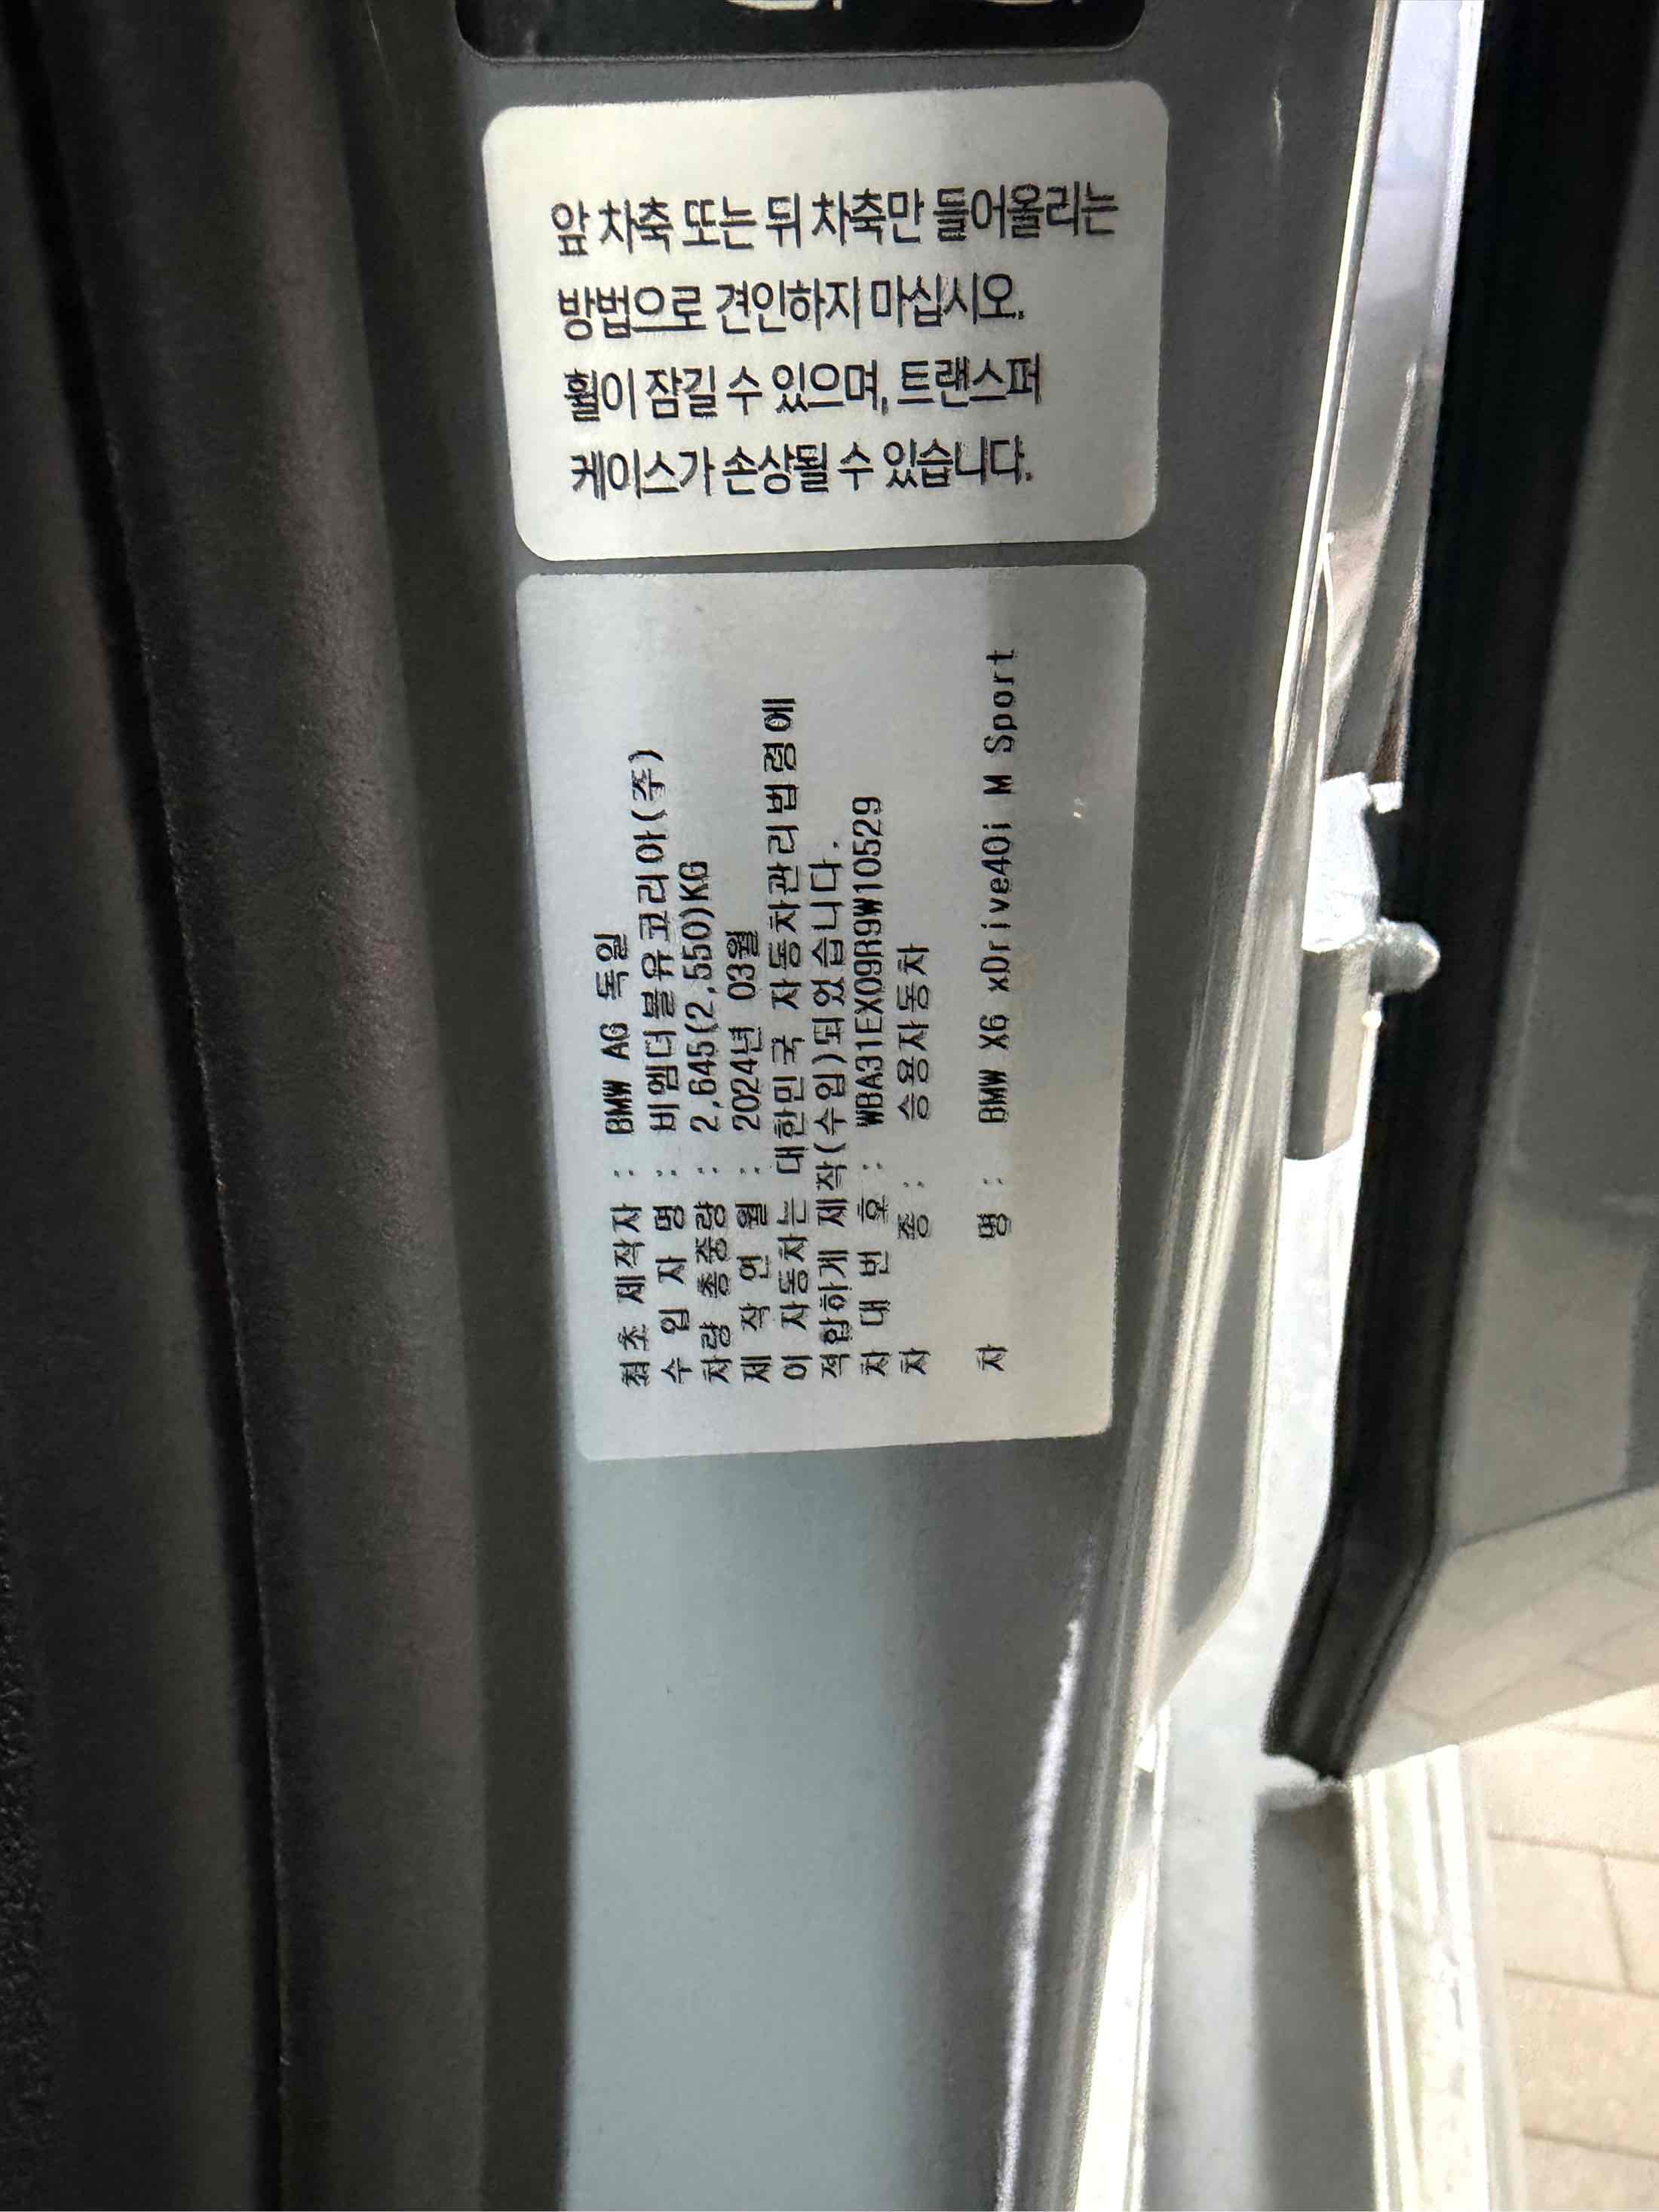 앞 차축 또는 뒤 차축만 들어올리는
방법으로 견인하지 마십시오.
휠이 잠길 수 있으며, 트랜스퍼
케이스가 손상될 수 있습니다.
최초 제작자 : BMW AG 독일
수 입 자 명 : 비엠더블유코리아(주)
차량 총중량 : 2,645(2,550)KG
제 작 연 월 : 2024년 03월
이 자동차는 대한민국 자동차관리법령에
적합하게 제작(수입)되었습니다.
차 대 번 호 : WBA31EX09R9W10529
차 종 : 승용자동차
차 명 : BMW X6 xDrive40i M Sport